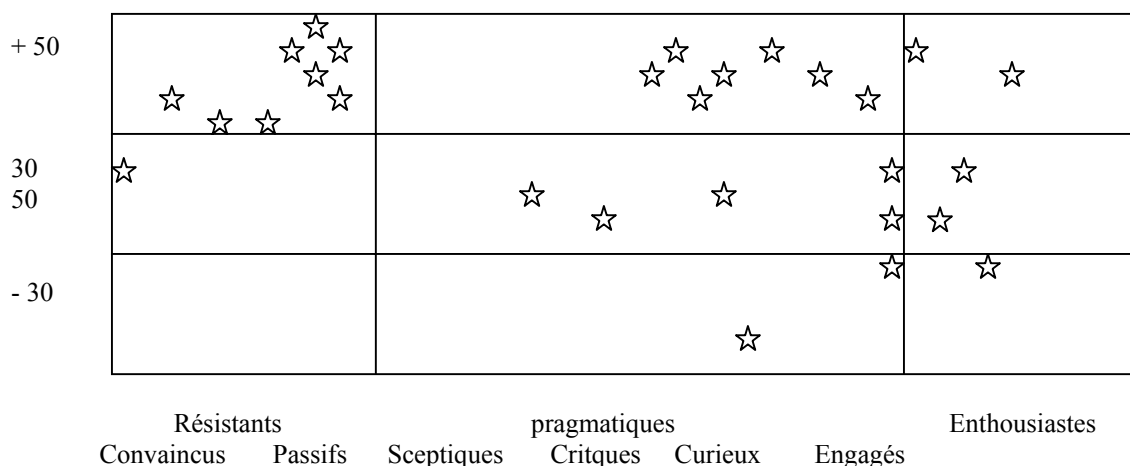 + 50
30
50
- 30
Résistants pragmatiques Enthousiastes
Convaincus Passifs Sceptiques Critques Curieux Engagés